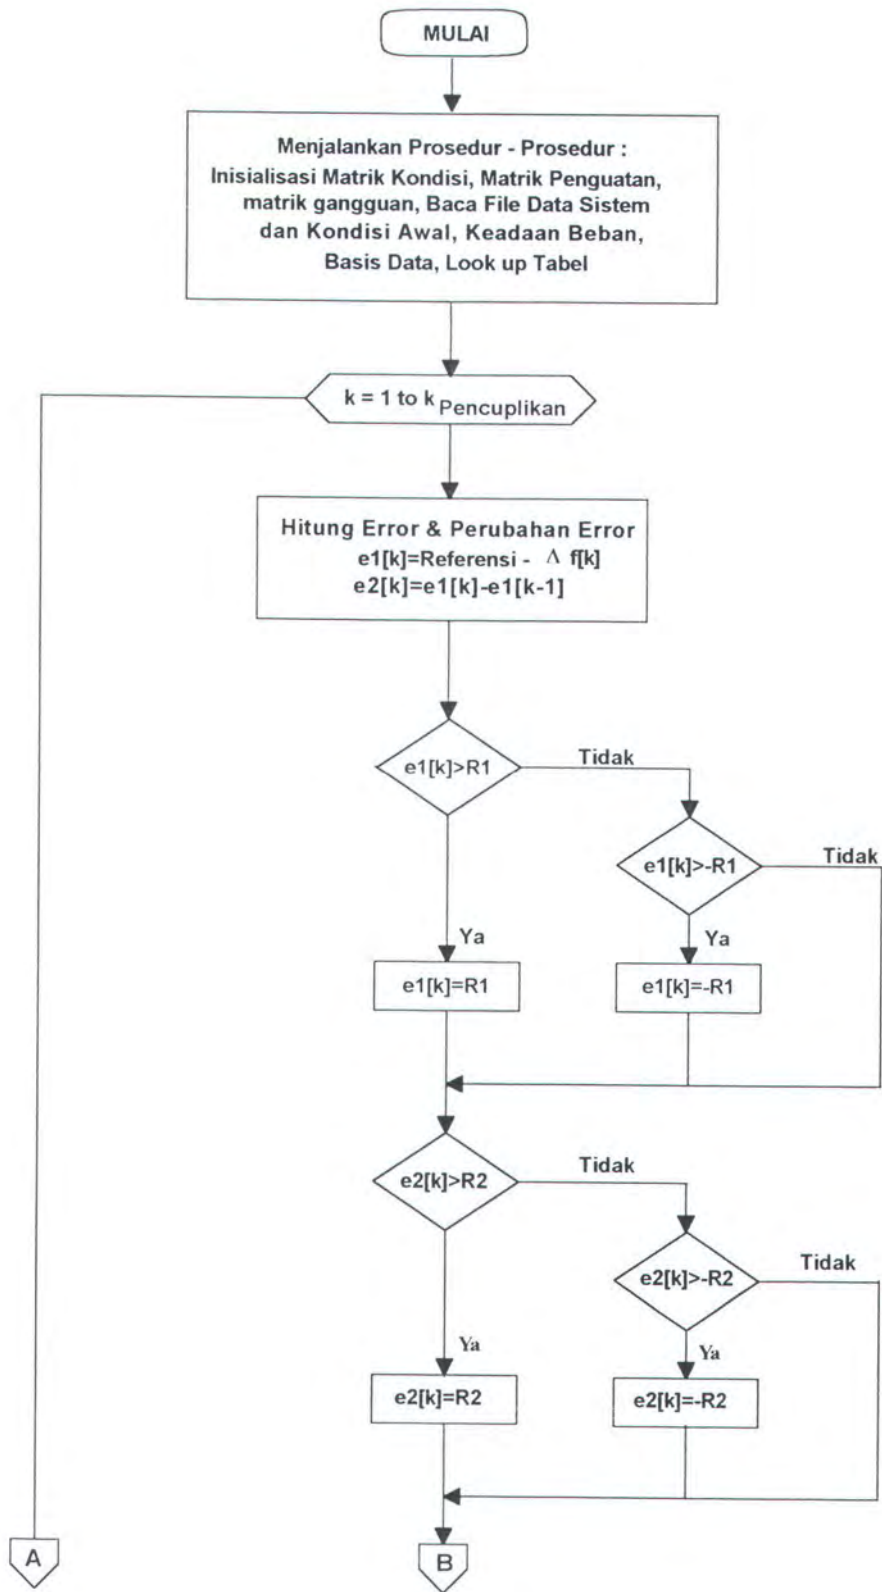 MULAI
Menjalankan Prosedur - Prosedur :
Inisialisasi Matrik Kondisi, Matrik Penguatan,
matrik gangguan, Baca File Data Sistem
dan Kondisi Awal, Keadaan Beban,
Basis Data, Look up Tabel
k = 1 to k Pencuplikan
Hitung Error & Perubahan Error
e1[k]=Referensi - Λ f[k]
e2[k]=e1[k]-e1[k-1]
e1[k]>R1
Tidak
e1[k]>-R1
Tidak
Ya
Ya
e1[k]=R1
e1[k]=-R1
e2[k]>R2
Tidak
e2[k]>-R2
Tidak
Ya
Ya
e2[k]=R2
e2[k]=-R2
A
B